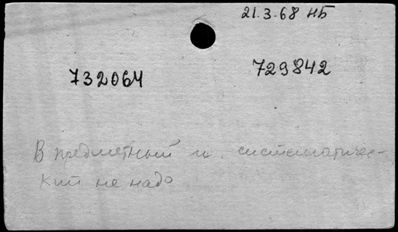 21.3.68 НБ
732064 729842
В предметный и систематичес-
кий не надо